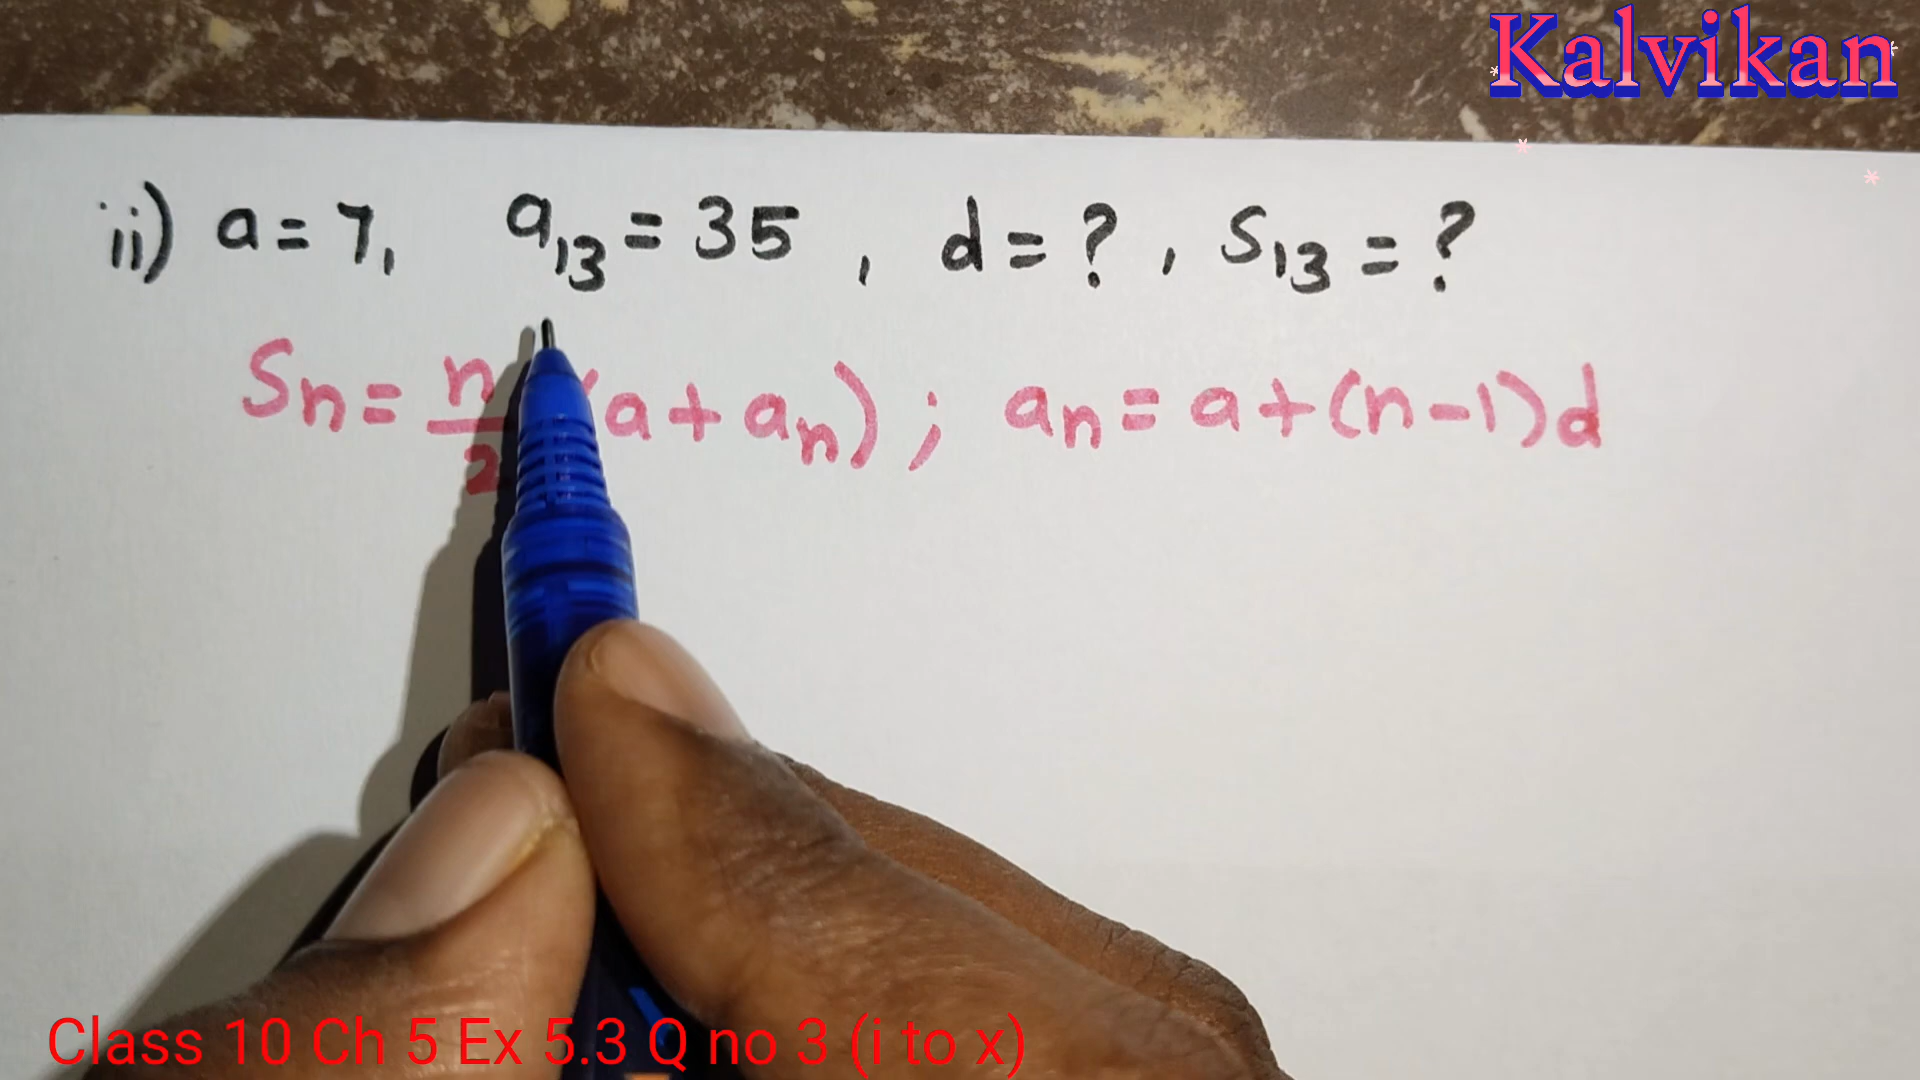 Kalvikan
ii) a = 7, a₁₃ = 35 , d = ? , S₁₃ = ?
Sₙ = n/2 (a + aₙ) ; aₙ = a + (n - 1) d
Class 10 Ch 5 Ex 5.3 Q no 3 (i to x)